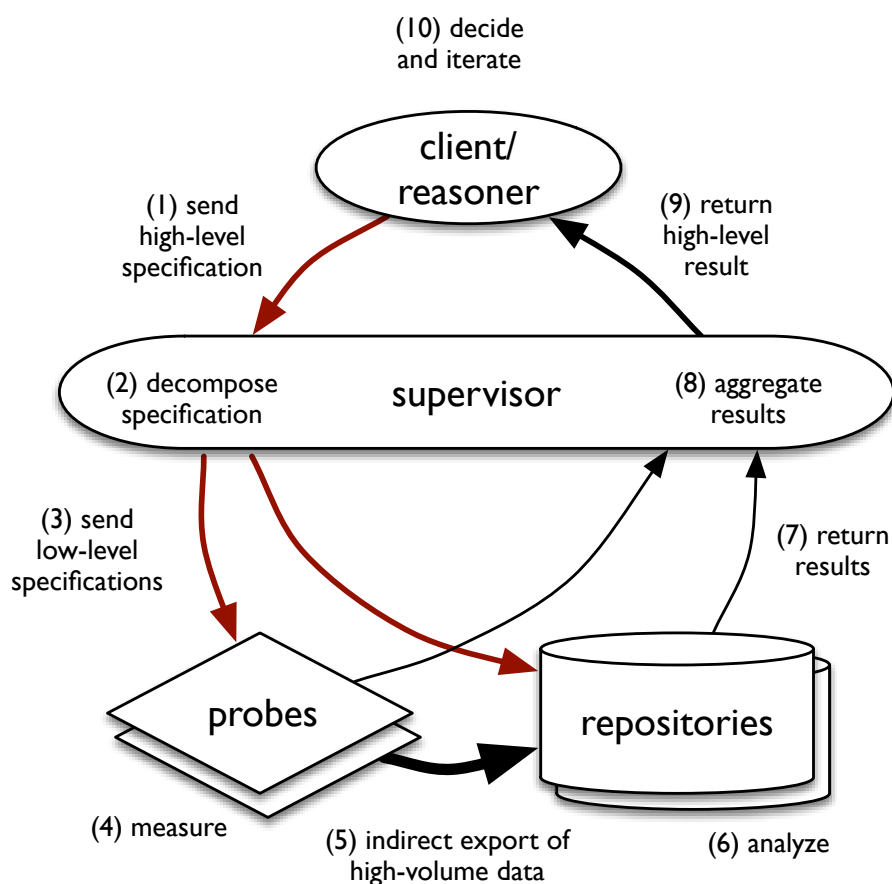 (10) decide
and iterate
client/
reasoner
(1) send
high-level
specification
(9) return
high-level
result
(2) decompose
specification
supervisor
(8) aggregate
results
(3) send
low-level
specifications
(7) return
results
probes
repositories
(4) measure
(5) indirect export of
high-volume data
(6) analyze